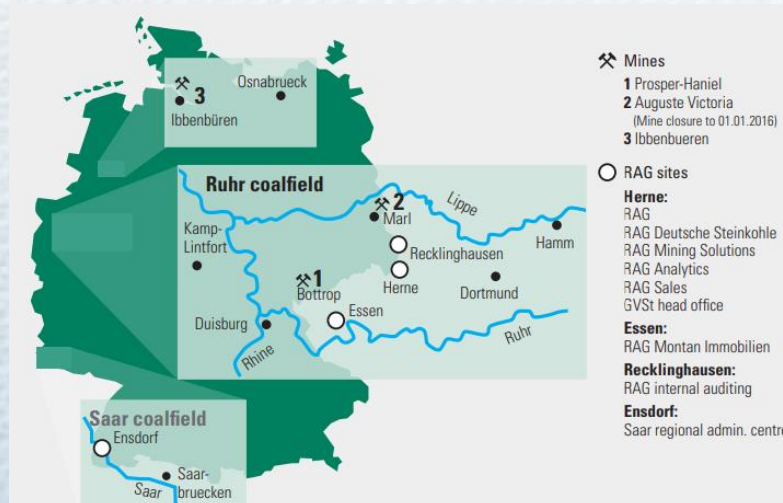 3
Osnabrueck
Ibbenbüren
Ruhr coalfield
Kamp-
Lintfort
2
Marl
Lippe
Recklinghausen
Hamm
1
Bottrop
Herne
Dortmund
Duisburg
Essen
Rhine
Ruhr
Saar coalfield
Ensdorf
Saar
Saar-
bruecken
Mines
1 Prosper-Haniel
2 Auguste Victoria
(Mine closure to 01.01.2016)
3 Ibbenbueren
RAG sites
Herne:
RAG
RAG Deutsche Steinkohle
RAG Mining Solutions
RAG Analytics
RAG Sales
GVSt head office
Essen:
RAG Montan Immobilien
Recklinghausen:
RAG internal auditing
Ensdorf:
Saar regional admin. centre